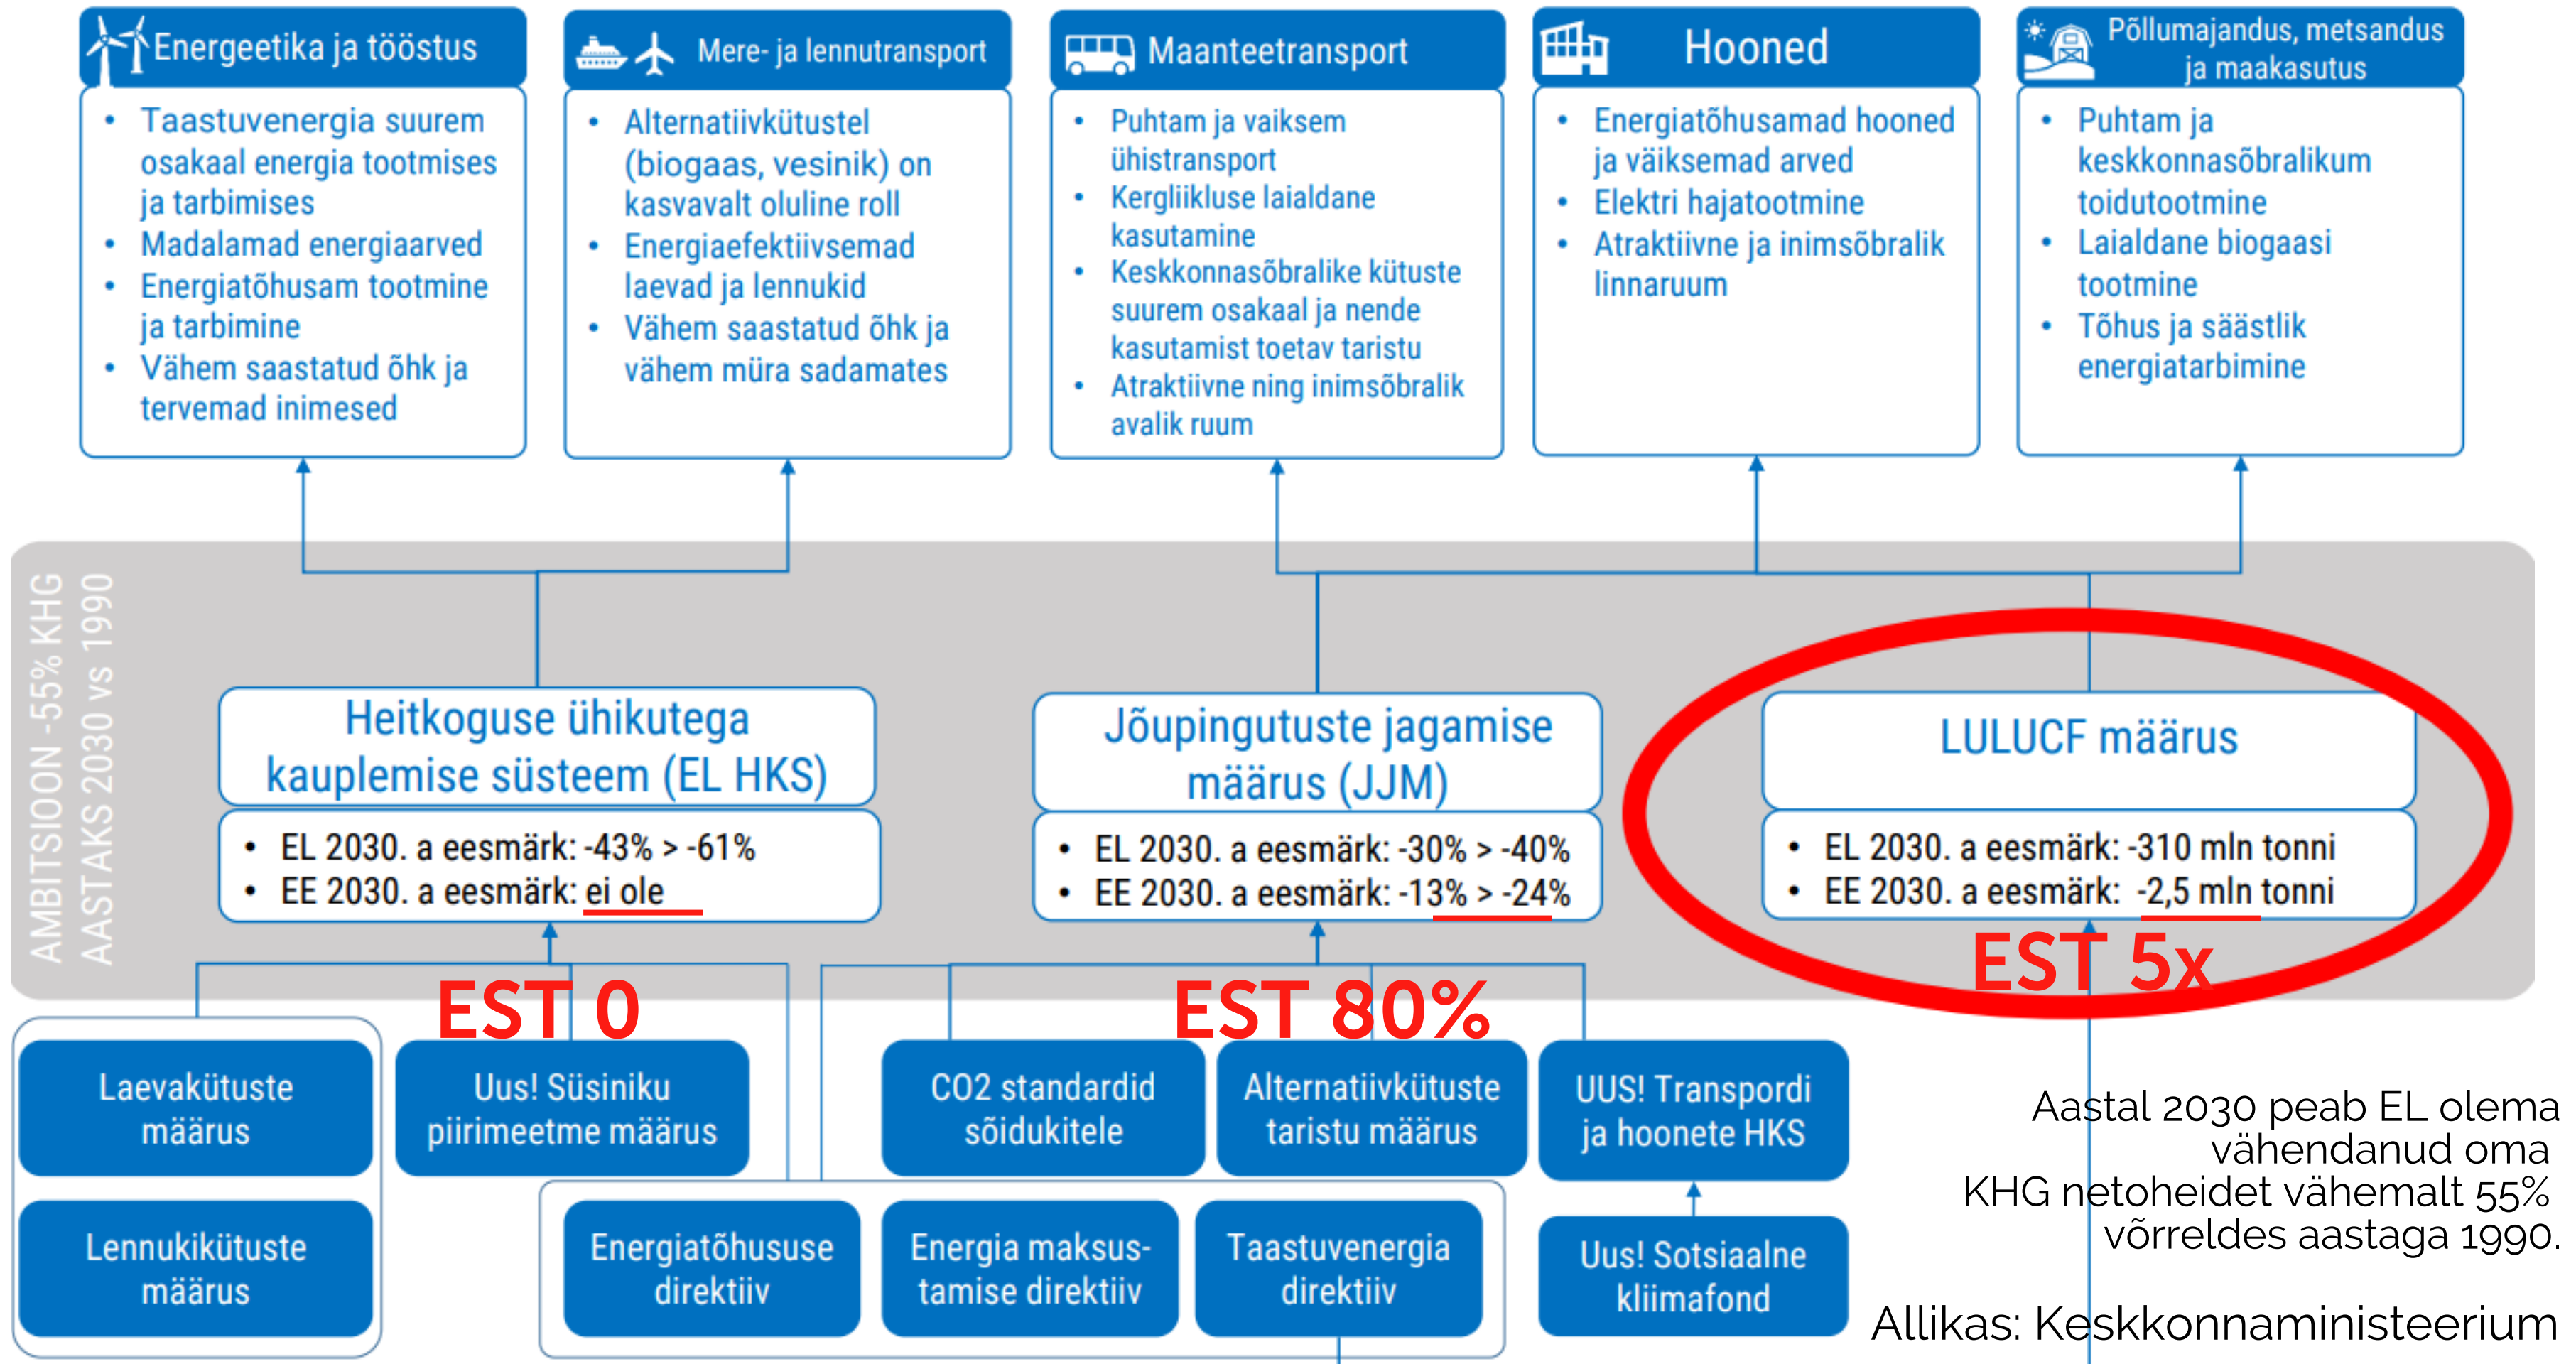 Energeetika ja tööstus
• Taastuvenergia suurem
osakaal energia tootmises
ja tarbimises
• Madalamad energiaarved
• Energiatõhusam tootmine
ja tarbimine
• Vähem saastatud õhk ja
tervemad inimesed
Mere- ja lennutransport
• Alternatiivkütustel
(biogaas, vesinik) on
kasvavalt oluline roll
• Energiaefektiivsemad
laevad ja lennukid
• Vähem saastatud õhk ja
vähem müra sadamates
Maanteetransport
• Puhtam ja vaiksem
ühistransport
• Kergliikluse laialdane
kasutamine
• Keskkonnasõbralike kütuste
suurem osakaal ja nende
kasutamist toetav taristu
• Atraktiivne ning inimsõbralik
avalik ruum
Hooned
• Energiatõhusamad hooned
ja väiksemad arved
• Elektri hajatootmine
• Atraktiivne ja inimsõbralik
linnaruum
Põllumajandus, metsandus
ja maakasutus
• Puhtam ja
keskkonnasõbralikum
toidutootmine
• Laialdane biogaasi
tootmine
• Tõhus ja säästlik
energiatarbimine
AMBITSIOON -55% KHG
AASTAKS 2030 vs 1990
Heitkoguse ühikutega
kauplemise süsteem (EL HKS)
• EL 2030. a eesmärk: -43% > -61%
• EE 2030. a eesmärk: ei ole
EST 0
Jõupingutuste jagamise
määrus (JJM)
• EL 2030. a eesmärk: -30% > -40%
• EE 2030. a eesmärk: -13% > -24%
EST 80%
LULUCF määrus
• EL 2030. a eesmärk: -310 mln tonni
• EE 2030. a eesmärk: -2,5 mln tonni
EST 5x
Laevakütuste
määrus
Lennukikütuste
määrus
Uus! Süsiniku
piirimeetme määrus
CO2 standardid
sõidukitele
Alternatiivkütuste
taristu määrus
UUS! Transpordi
ja hoonete HKS
Energiatõhususe
direktiiv
Energia maksus-
tamise direktiiv
Taastuvenergia
direktiiv
Uus! Sotsiaalne
kliimafond
Aastal 2030 peab EL olema
vähendanud oma
KHG netoheidet vähemalt 55%
võrreldes aastaga 1990.
Allikas: Keskkonnaministeerium